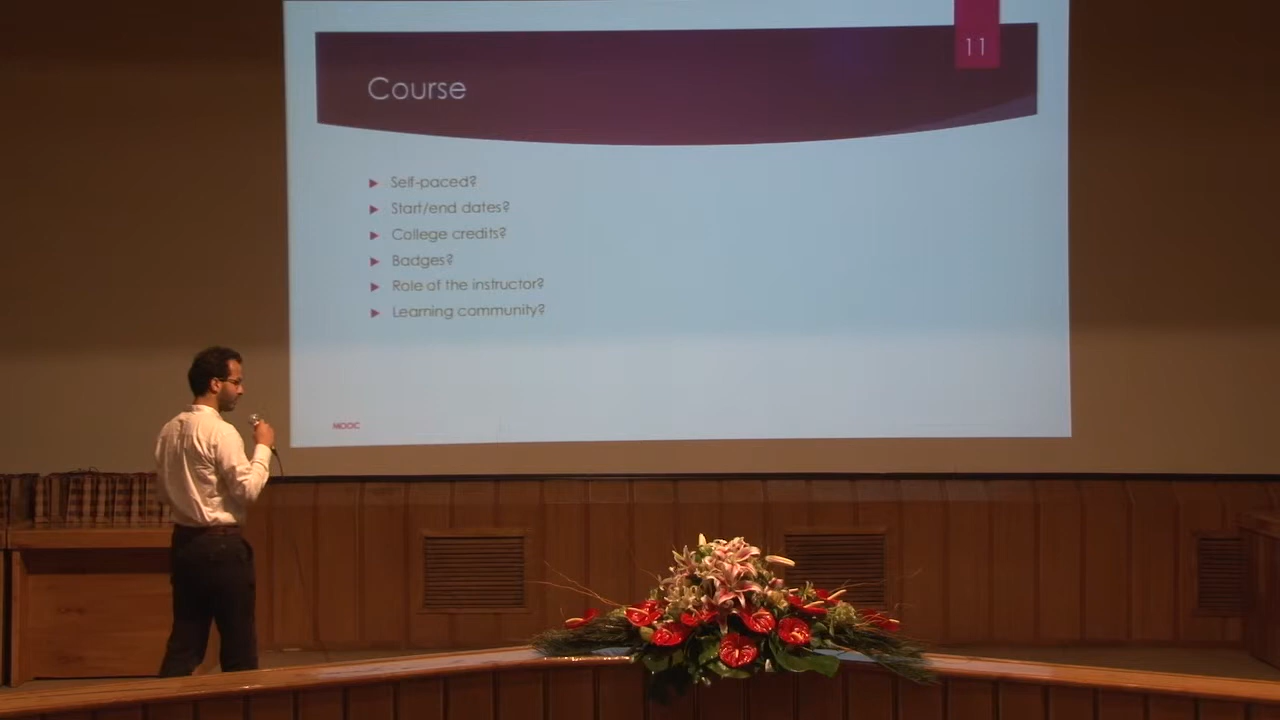 11
Course
Self-paced?
Start/end dates?
College credits?
Badges?
Role of the instructor?
Learning community?
MOOC